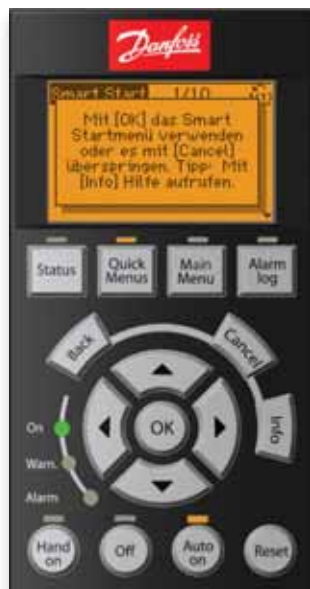 Danfoss
Smart Start 1/10
Mit [OK] das Smart
Startmenü verwenden
oder es mit [Cancel]
überspringen. Tipp: Mit
[Info] Hilfe aufrufen.
Status
Quick
Menus
Main
Menu
Alarm
log
Back
Cancel
Info
OK
On
Warn.
Alarm
Hand
on
Off
Auto
on
Reset